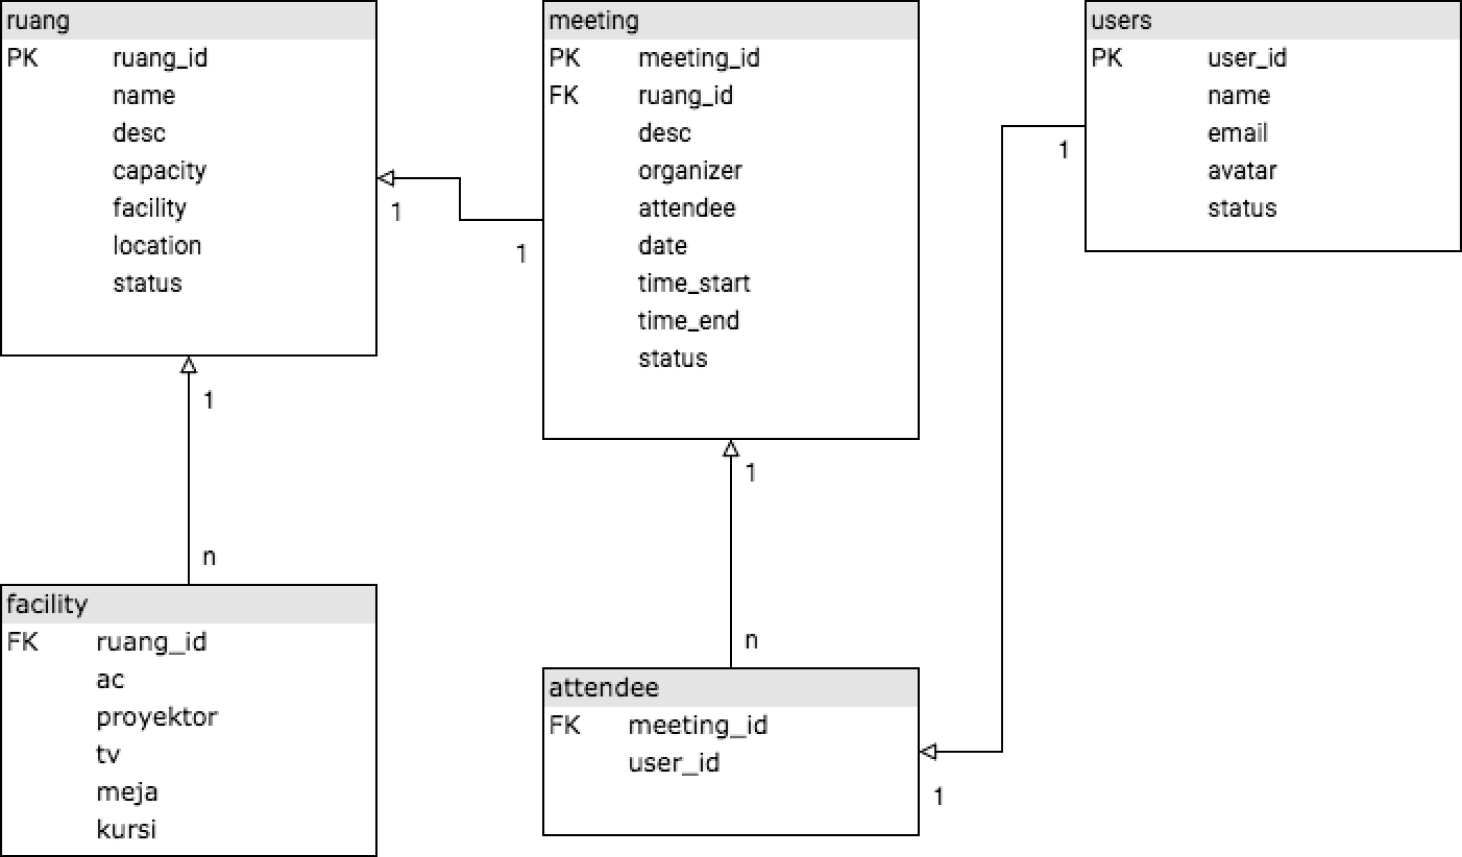 ruang
PK ruang_id
name
desc
capacity
facility
location
status
meeting
PK meeting_id
FK ruang_id
desc
organizer
attendee
date
time_start
time_end
status
users
PK user_id
name
email
avatar
status
1
1
1
1
n
1
n
1
facility
FK ruang_id
ac
proyektor
tv
meja
kursi
attendee
FK meeting_id
user_id